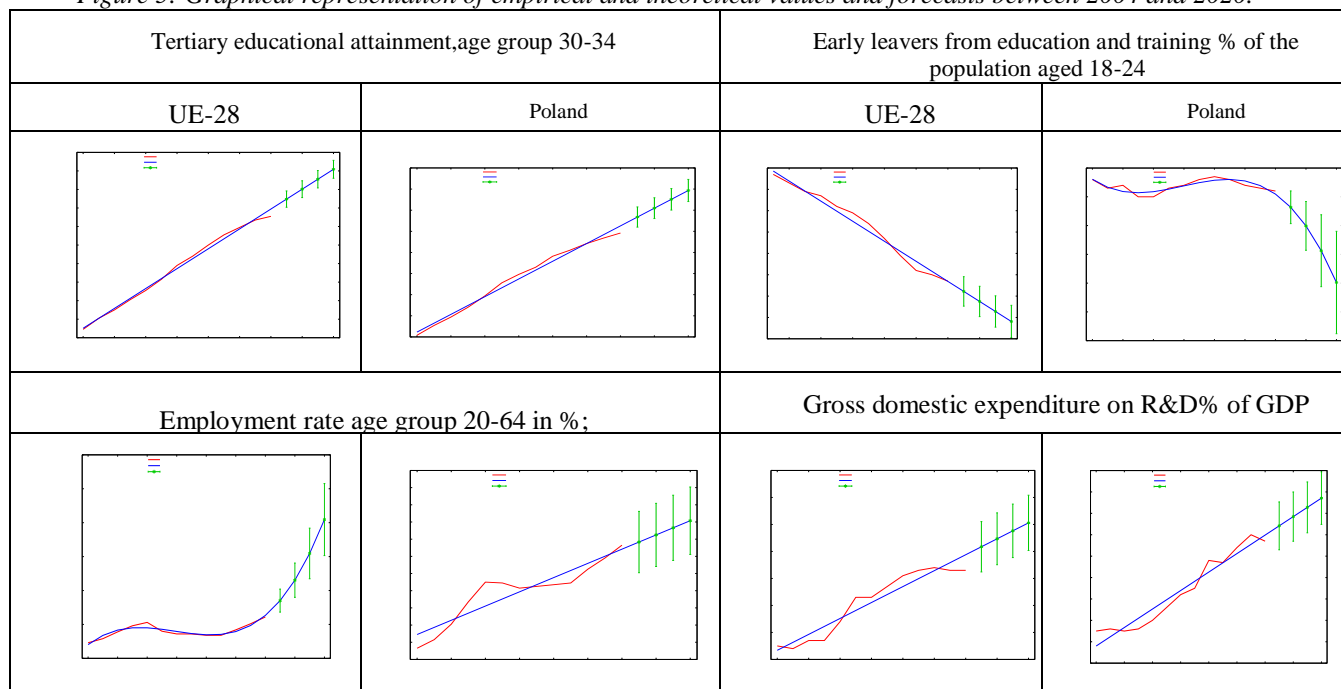 Figure 3: Graphical representation of empirical and theoretical values and forecasts between 2004 and 2020.
Tertiary educational attainment,age group 30-34
Early leavers from education and training % of the
population aged 18-24
UE-28
Poland
UE-28
Poland
Employment rate age group 20-64 in %;
Gross domestic expenditure on R&D% of GDP